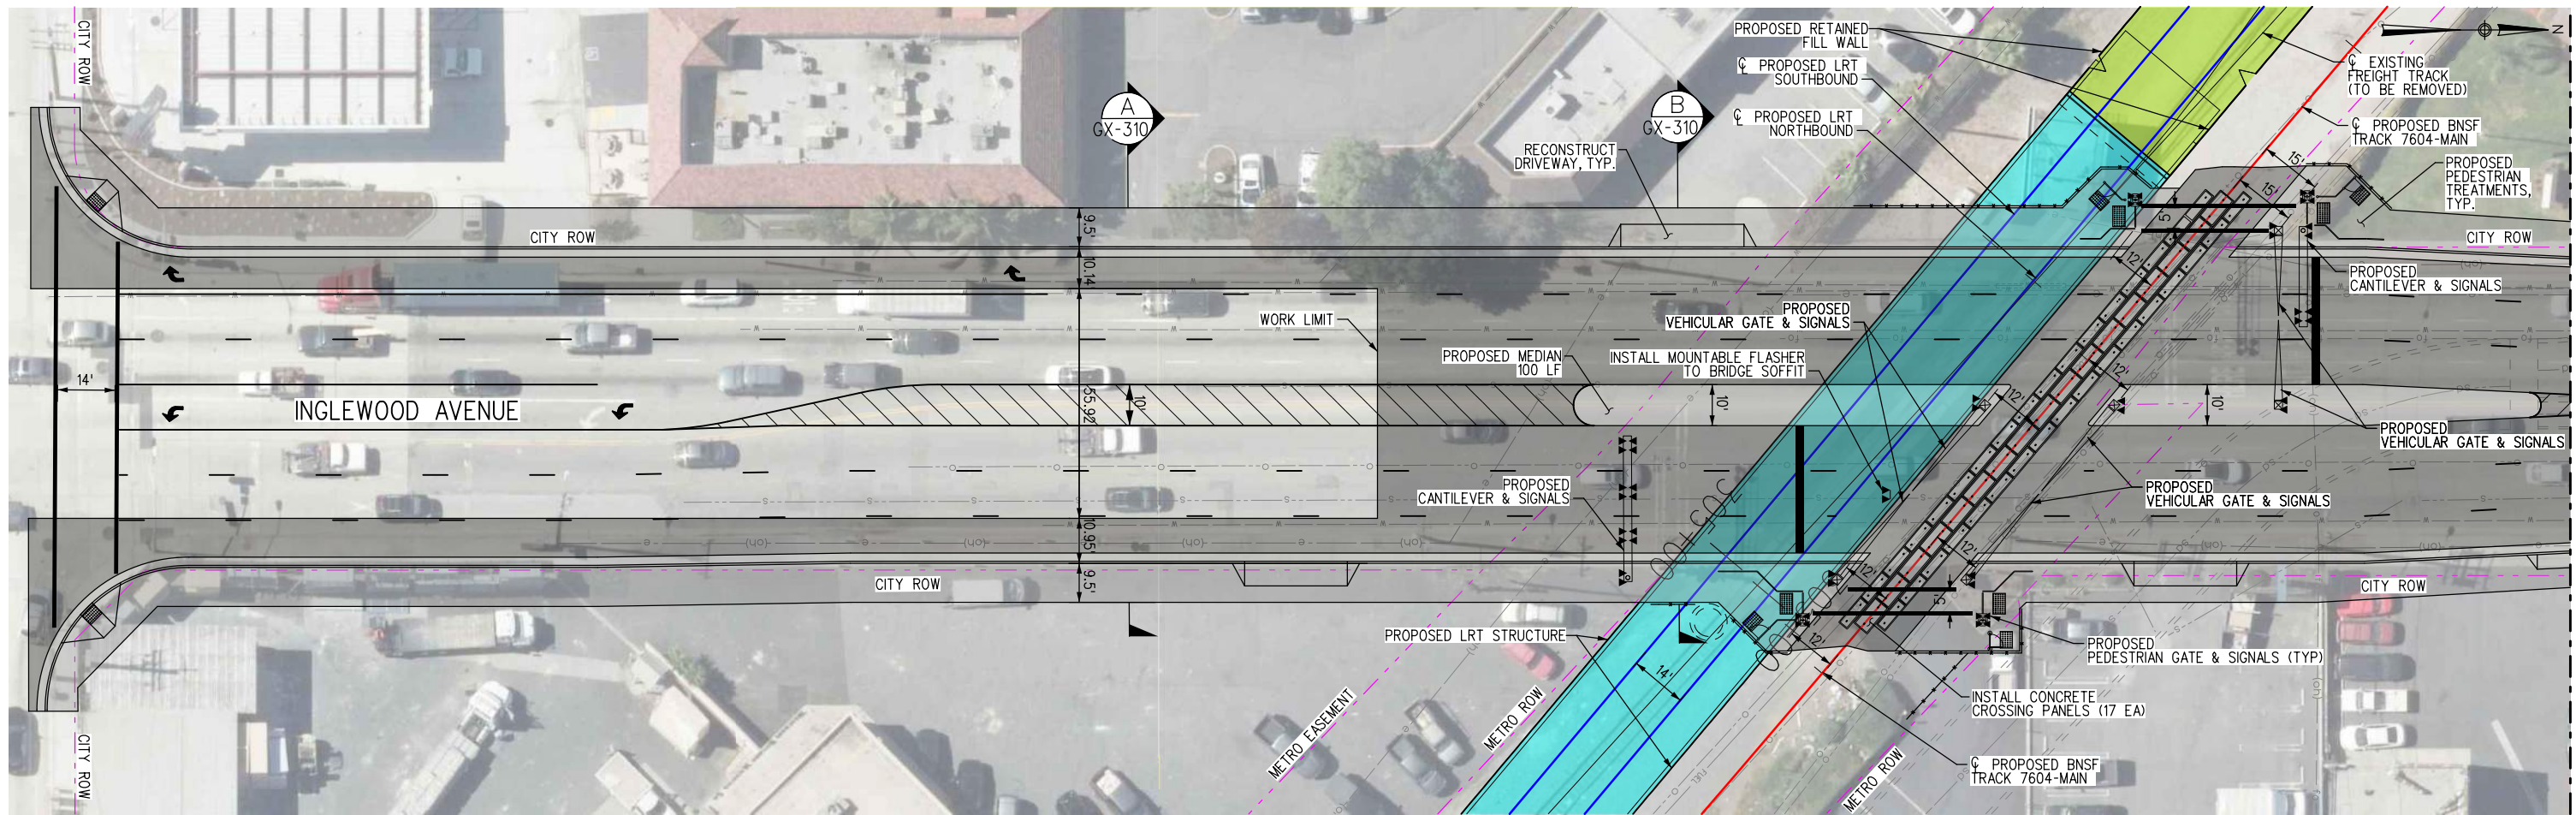 CITY ROW
CITY ROW
14'
INGLEWOOD AVENUE
CITY ROW
CITY ROW
A
GX-310
9.5'
10.14'
55.92'
10'
10.95'
9.5'
WORK LIMIT
B
GX-310
RECONSTRUCT
DRIVEWAY, TYP.
PROPOSED MEDIAN
100 LF
10'
PROPOSED
CANTILEVER & SIGNALS
PROPOSED RETAINED
FILL WALL
℄ PROPOSED LRT
SOUTHBOUND
℄ PROPOSED LRT
NORTHBOUND
PROPOSED
VEHICULAR GATE & SIGNALS
INSTALL MOUNTABLE FLASHER
TO BRIDGE SOFFIT
PROPOSED LRT STRUCTURE
14'
METRO EASEMENT
METRO ROW
METRO ROW
N
℄ EXISTING
FREIGHT TRACK
(TO BE REMOVED)
℄ PROPOSED BNSF
TRACK 7604-MAIN
15'
15'
PROPOSED
PEDESTRIAN
TREATMENTS,
TYP.
5'
CITY ROW
12'
PROPOSED
CANTILEVER & SIGNALS
12'
12'
10'
PROPOSED
VEHICULAR GATE & SIGNALS
PROPOSED
VEHICULAR GATE & SIGNALS
12'
12'
5'
12'
CITY ROW
PROPOSED
PEDESTRIAN GATE & SIGNALS (TYP)
INSTALL CONCRETE
CROSSING PANELS (17 EA)
℄ PROPOSED BNSF
TRACK 7604-MAIN
FUEL